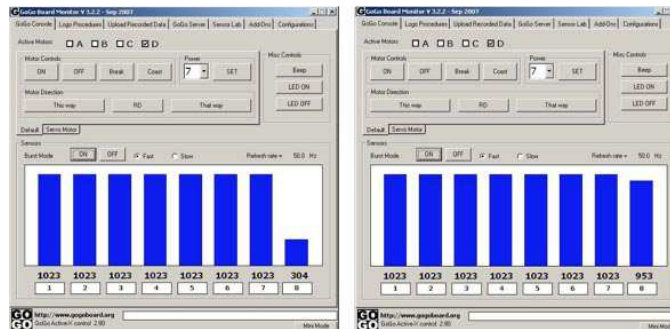 GoGo Board Monitor V 3.2.2 - Sep 2007
GoGo Console Logo Procedures Upload Recorded Data GoGo Server Sensor Lab Add-Ons Configurations
Active Motors A B C D
Motor Controls Power Misc Controls
ON OFF Break Coast 7 SET Beep
LED ON
Motor Direction
This way RD That way LED OFF
Default Servo Motor
Sensors
Burst Mode ON OFF Fast Slow Refresh rate = 50.0 Hz
1023 1023 1023 1023 1023 1023 1023 304
1 2 3 4 5 6 7 8
GOGO http://www.gogoboard.org
GoGo Active-X control 2.80 Mini Mode
GoGo Board Monitor V 3.2.2 - Sep 2007
GoGo Console Logo Procedures Upload Recorded Data GoGo Server Sensor Lab Add-Ons Configurations
Active Motors A B C D
Motor Controls Power Misc Controls
ON OFF Break Coast 7 SET Beep
LED ON
Motor Direction
This way RD That way LED OFF
Default Servo Motor
Sensors
Burst Mode ON OFF Fast Slow Refresh rate = 50.0 Hz
1023 1023 1023 1023 1023 1023 1023 953
1 2 3 4 5 6 7 8
GOGO http://www.gogoboard.org
GoGo Active-X control 2.80 Mini Mode